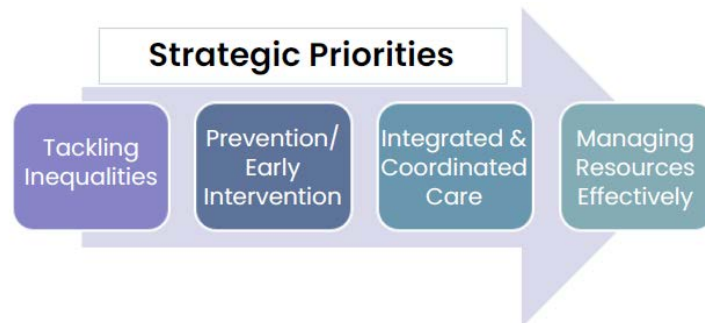 Strategic Priorities
Tackling
Inequalities
Prevention/
Early
Intervention
Integrated &
Coordinated
Care
Managing
Resources
Effectively